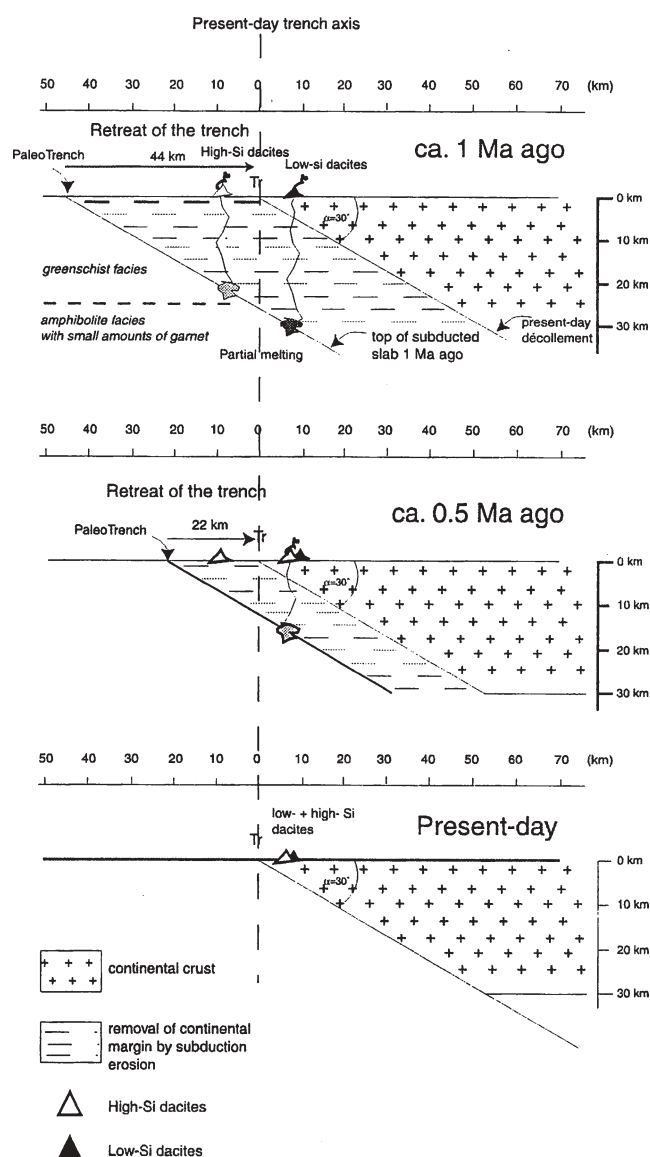 Present-day trench axis
50 40 30 20 10 0 10 20 30 40 50 60 70 (km)
Retreat of the trench
ca. 1 Ma ago
PaleoTrench
44 km
High-Si dacites
Low-si dacites
Tr
0 km
α=30°
10 km
greenschist facies
20 km
amphibolite facies
with small amounts of garnet
30 km
Partial melting
top of subducted
slab 1 Ma ago
present-day
décollement
50 40 30 20 10 0 10 20 30 40 50 60 70 (km)
Retreat of the trench
ca. 0.5 Ma ago
PaleoTrench
22 km
Tr
0 km
α=30°
10 km
20 km
30 km
50 40 30 20 10 0 10 20 30 40 50 60 70 (km)
low- + high- Si
dacites
Present-day
Tr
0 km
α=30°
10 km
20 km
30 km
continental crust
removal of continental
margin by subduction
erosion
High-Si dacites
Low-Si dacites